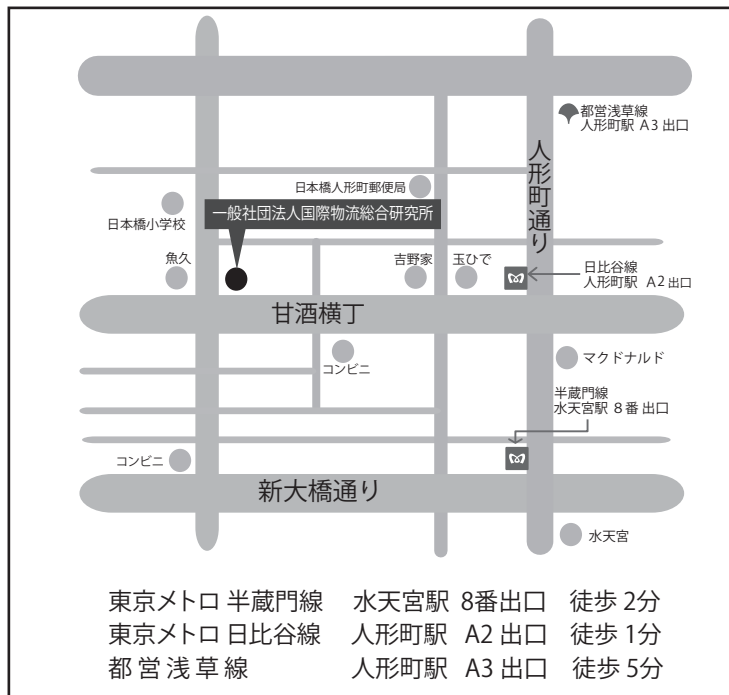 都営浅草線
人形町駅 A3 出口
人形町通り
日本橋人形町郵便局
日本橋小学校
一般社団法人国際物流総合研究所
魚久
吉野家
玉ひで
日比谷線
人形町駅 A2 出口
甘酒横丁
コンビニ
マクドナルド
半蔵門線
水天宮駅 8番 出口
コンビニ
新大橋通り
水天宮
東京メトロ 半蔵門線 水天宮駅 8番出口 徒歩 2分
東京メトロ 日比谷線 人形町駅 A2 出口 徒歩 1分
都営浅草線 人形町駅 A3 出口 徒歩 5分